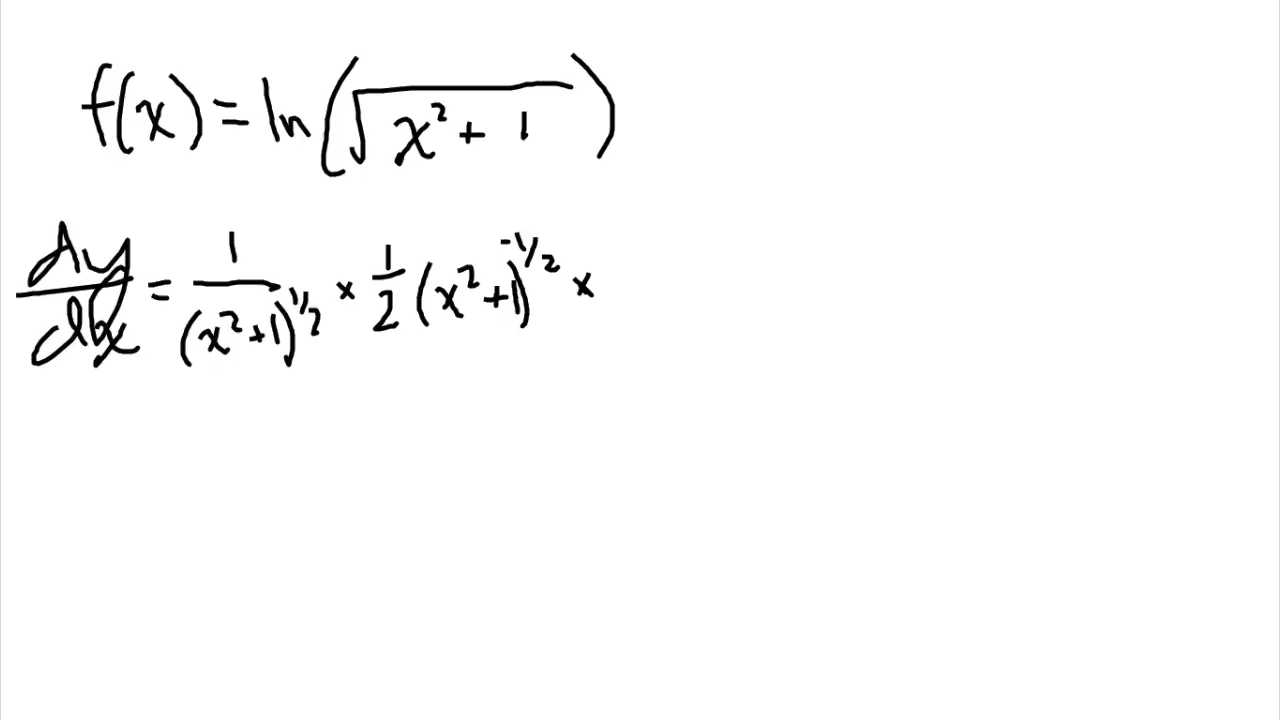 f(x) = ln(√(x² + 1))
dy/dx = 1/(x²+1)^(1/2) × 1/2 (x²+1)^(-1/2) ×